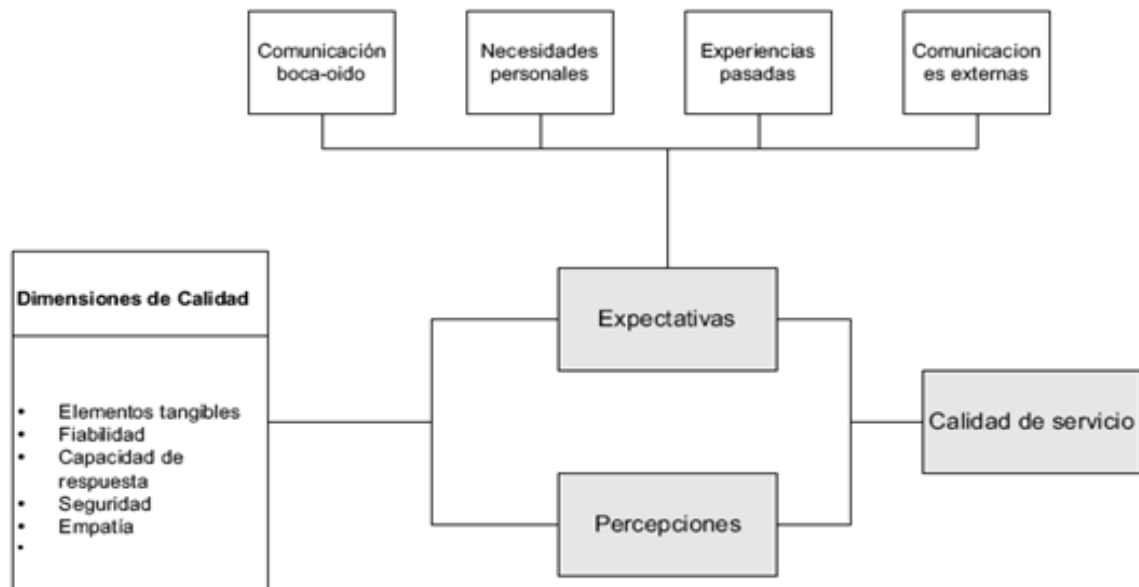 Comunicación
boca-oido
Necesidades
personales
Experiencias
pasadas
Comunicacion
es externas
Dimensiones de Calidad
• Elementos tangibles
• Fiabilidad
• Capacidad de
respuesta
• Seguridad
• Empatía
•
Expectativas
Percepciones
Calidad de servicio